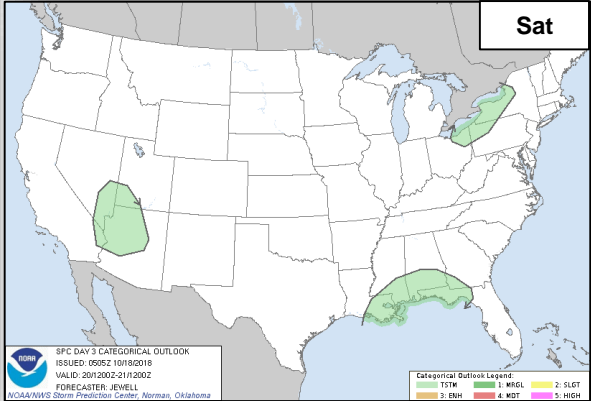 Sat
SPC DAY 3 CATEGORICAL OUTLOOK
ISSUED: 0505Z 10/18/2018
VALID: 20/1200Z-21/1200Z
FORECASTER: JEWELL
NOAA/NWS Storm Prediction Center, Norman, Oklahoma
noaa
Categorical Outlook Legend:
TSTM 1: MRGL 2: SLGT
3: ENH 4: MDT 5: HIGH